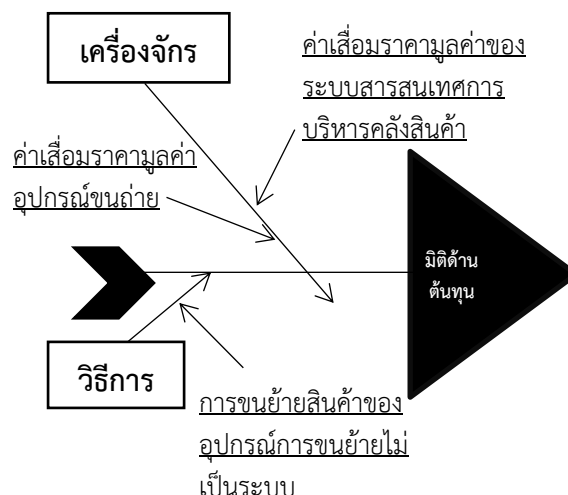 เครื่องจักร
ค่าเสื่อมราคามูลค่าของ
ระบบสารสนเทศการ
บริหารคลังสินค้า
ค่าเสื่อมราคามูลค่า
อุปกรณ์ขนถ่าย
มิติด้าน
ต้นทุน
วิธีการ
การขนย้ายสินค้าของ
อุปกรณ์การขนย้ายไม่
เป็นระบบ